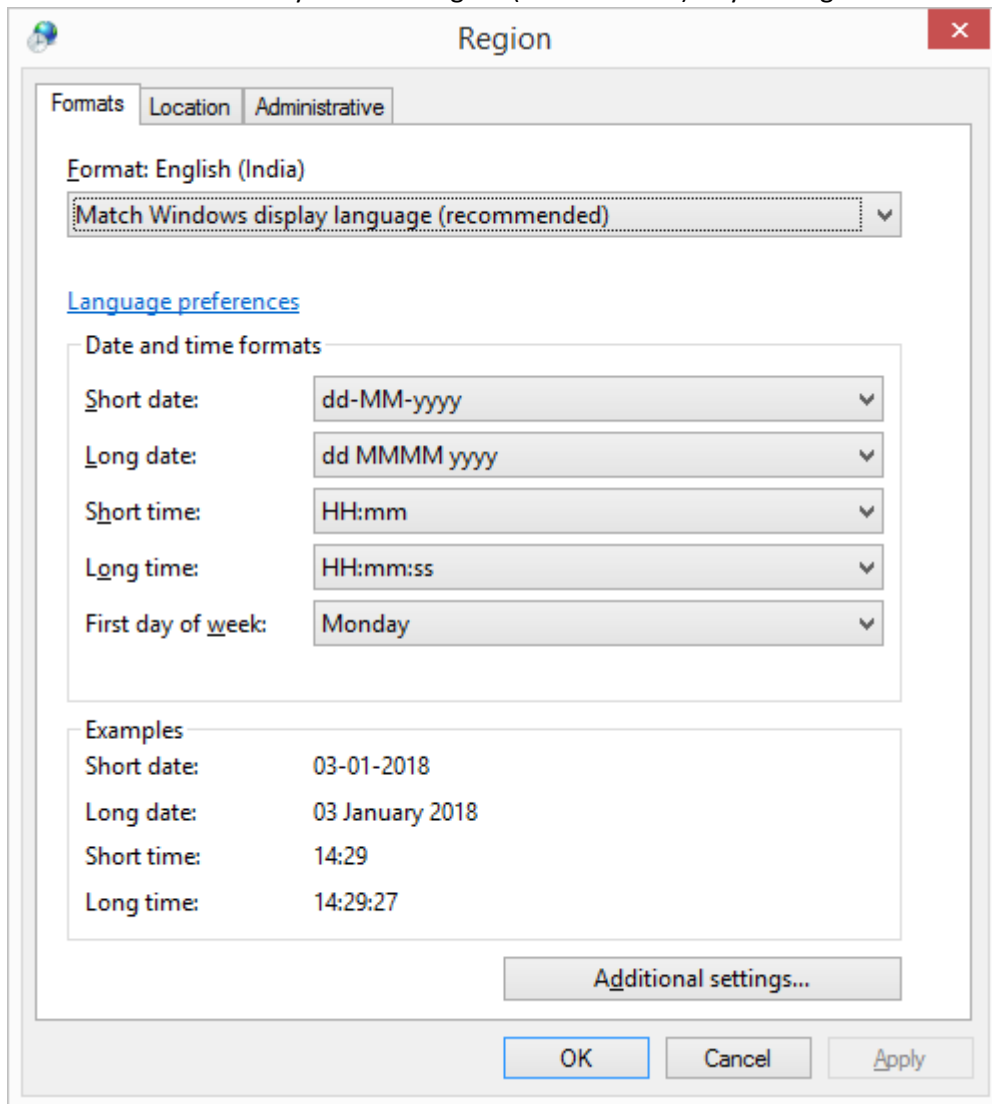 Region
Formats Location Administrative
Format: English (India)
Match Windows display language (recommended)
Language preferences
Date and time formats
Short date: dd-MM-yyyy
Long date: dd MMMM yyyy
Short time: HH:mm
Long time: HH:mm:ss
First day of week: Monday
Examples
Short date: 03-01-2018
Long date: 03 January 2018
Short time: 14:29
Long time: 14:29:27
Additional settings...
OK Cancel Apply